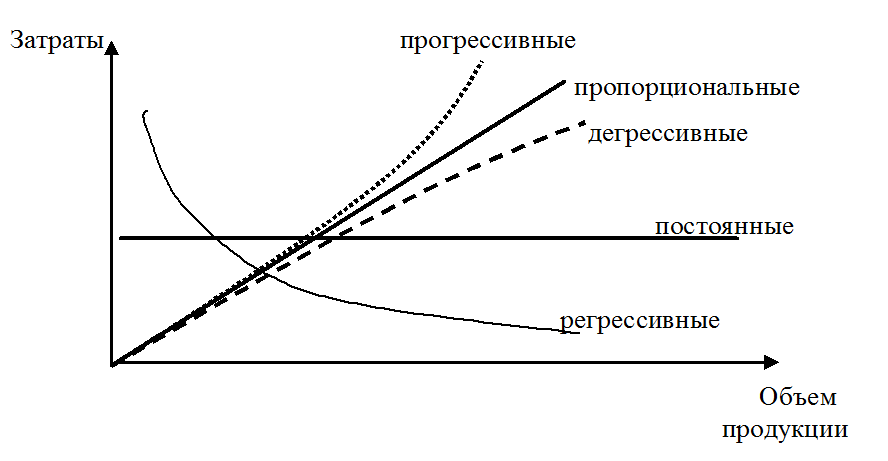 Затраты
прогрессивные
пропорциональные
дегрессивные
постоянные
регрессивные
Объем
продукции